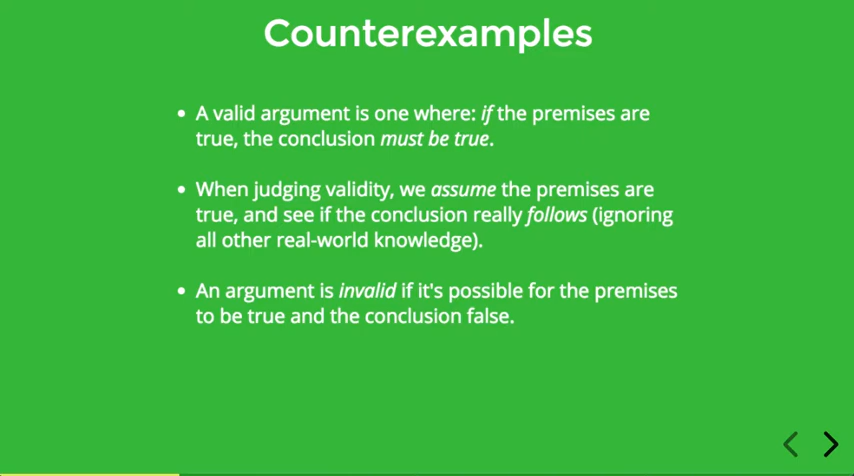 Counterexamples
• A valid argument is one where: if the premises are
true, the conclusion must be true.
• When judging validity, we assume the premises are
true, and see if the conclusion really follows (ignoring
all other real-world knowledge).
• An argument is invalid if it's possible for the premises
to be true and the conclusion false.